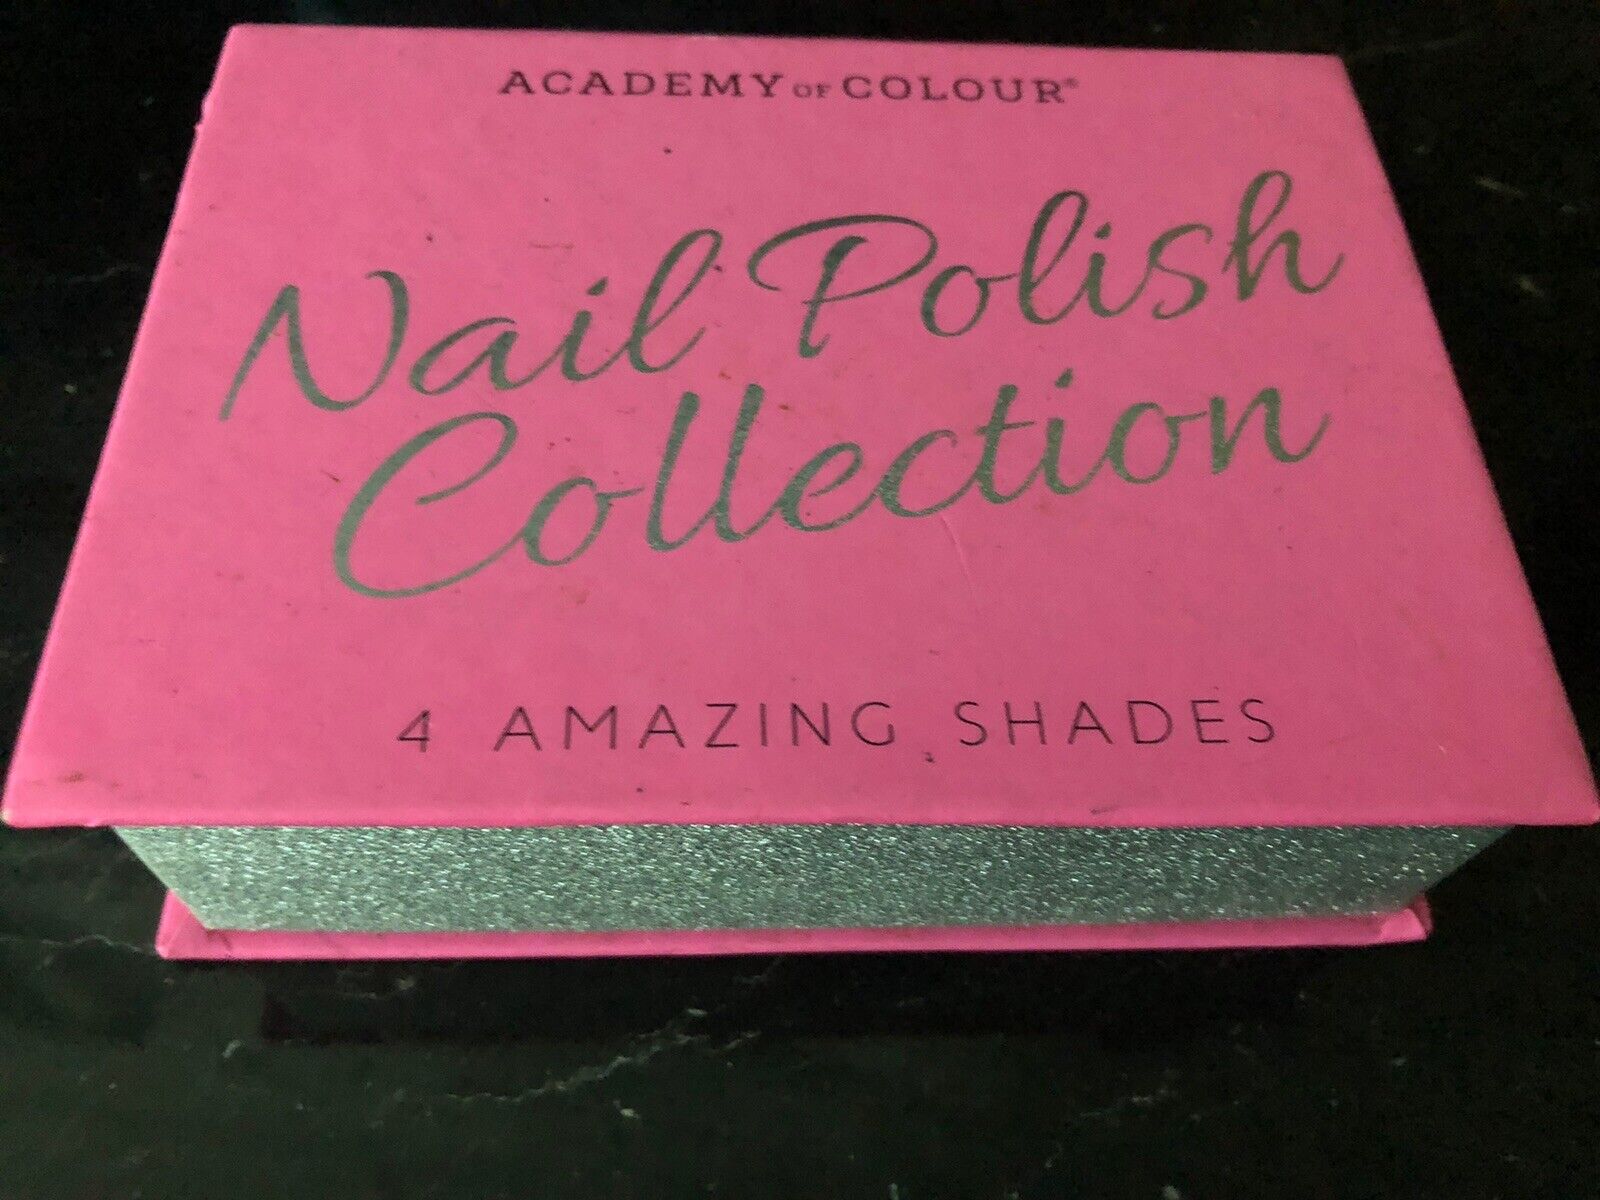 ACADEMY OF COLOUR®
Nail Polish
Collection
4 AMAZING SHADES